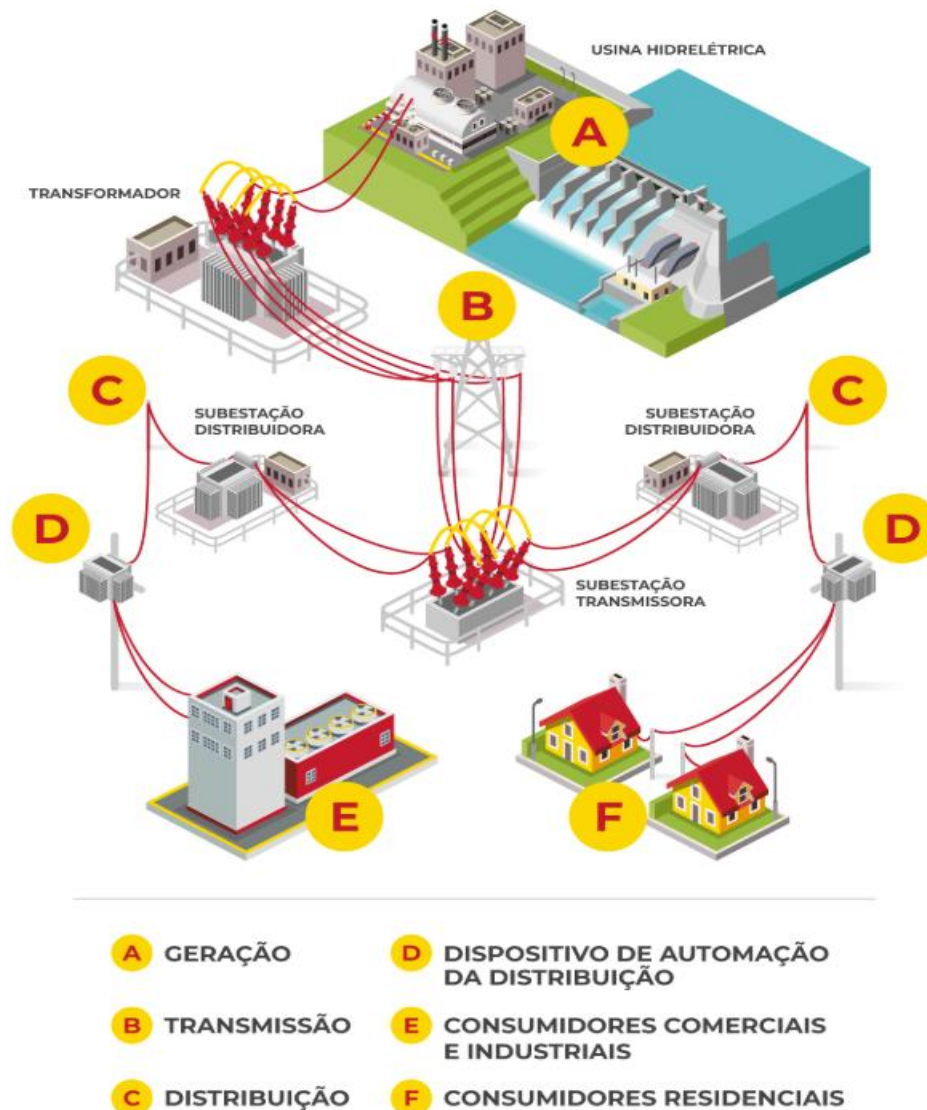 USINA HIDRELÉTRICA
A
TRANSFORMADOR
B
C
SUBESTAÇÃO
DISTRIBUIDORA
SUBESTAÇÃO
DISTRIBUIDORA
C
D
D
SUBESTAÇÃO
TRANSMISSORA
E
F
A GERAÇÃO
D DISPOSITIVO DE AUTOMAÇÃO
DA DISTRIBUIÇÃO
B TRANSMISSÃO
E CONSUMIDORES COMERCIAIS
E INDUSTRIAIS
C DISTRIBUIÇÃO
F CONSUMIDORES RESIDENCIAIS